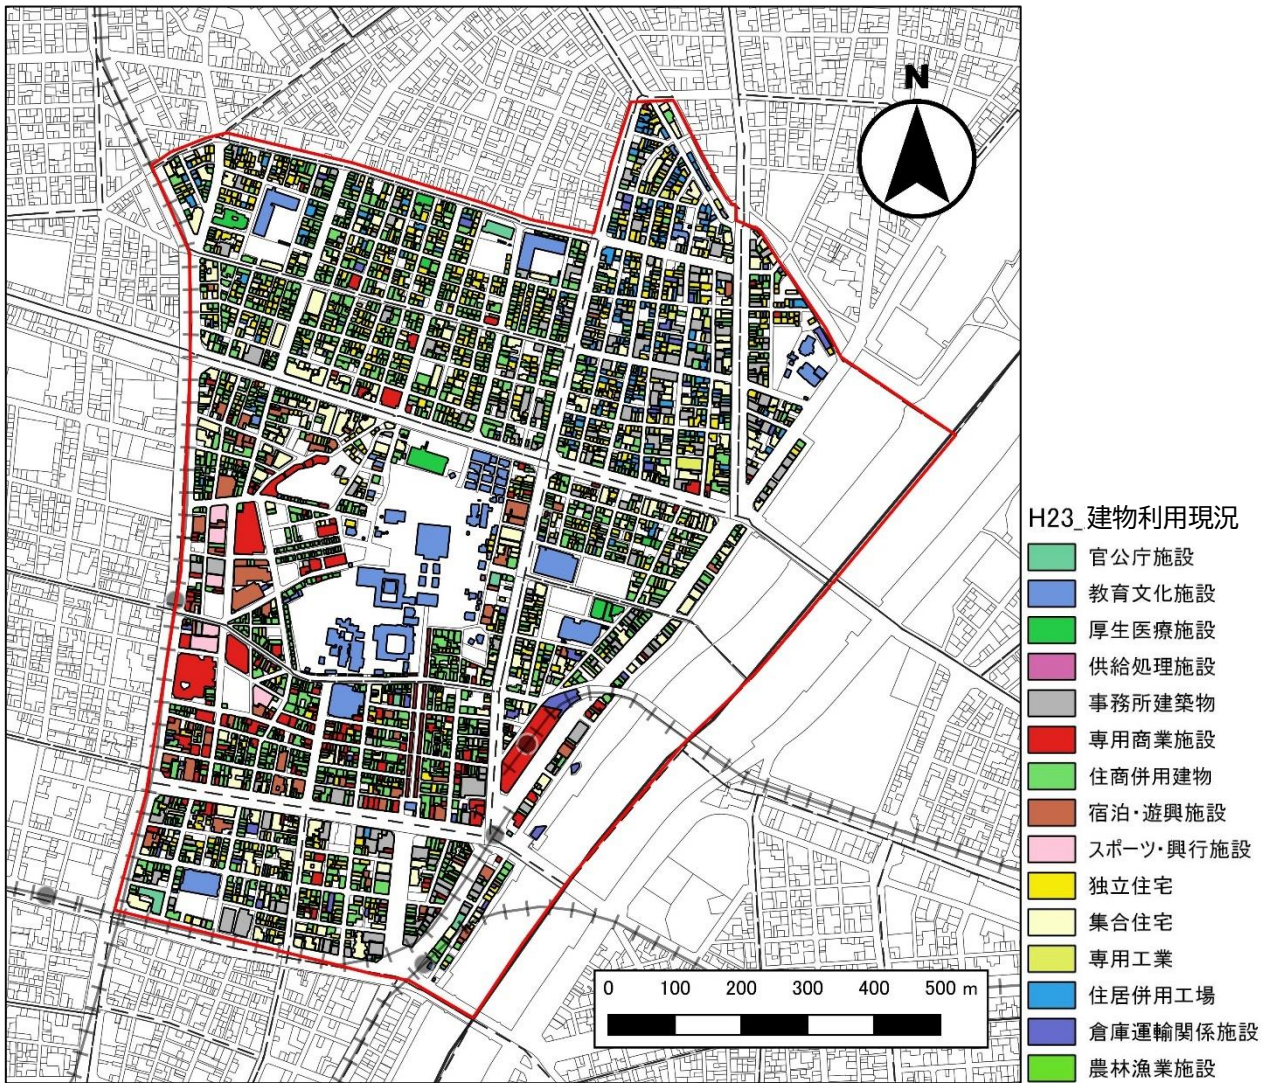 N
H23_建物利用現況
官公庁施設
教育文化施設
厚生医療施設
供給処理施設
事務所建築物
専用商業施設
住商併用建物
宿泊・遊興施設
スポーツ・興行施設
独立住宅
集合住宅
専用工業
住居併用工場
倉庫運輸関係施設
農林漁業施設
0 100 200 300 400 500 m